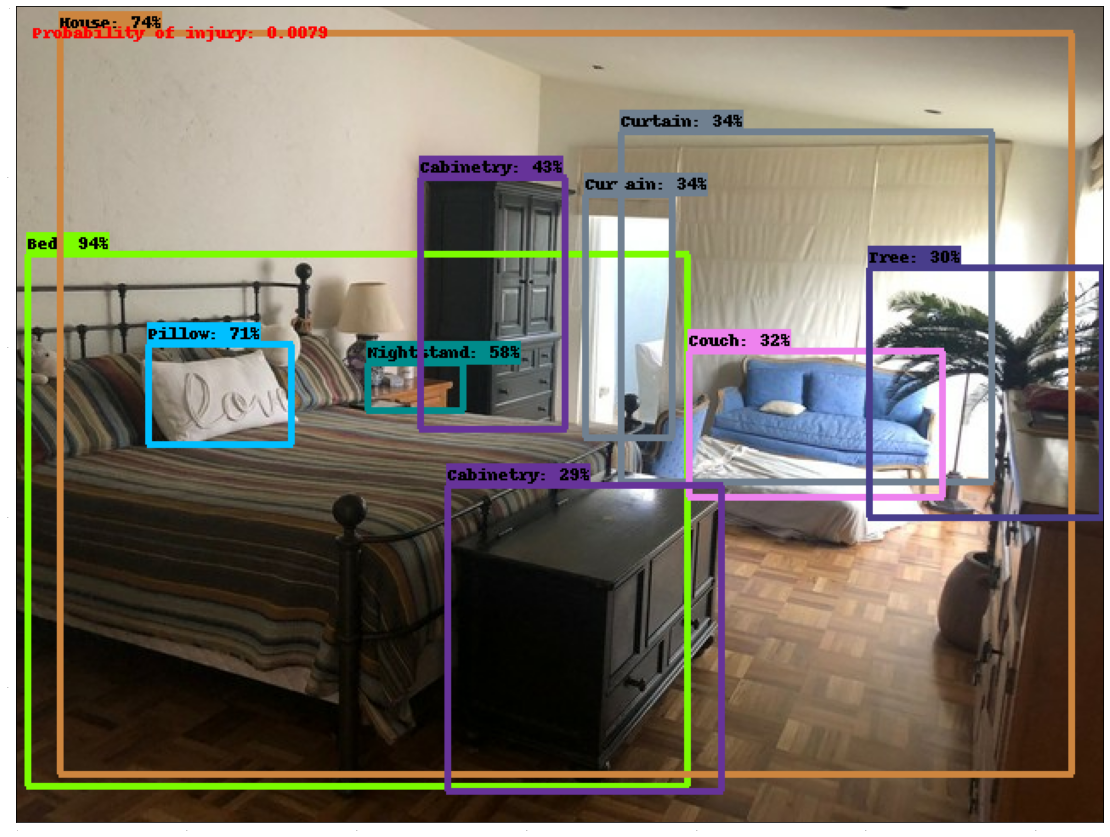 House: 74%
Probability of injury: 0.0079
Curtain: 34%
Cabinetry: 43%
Curtain: 34%
Bed: 94%
Tree: 30%
Pillow: 71%
Couch: 32%
Nightstand: 58%
love
Cabinetry: 29%